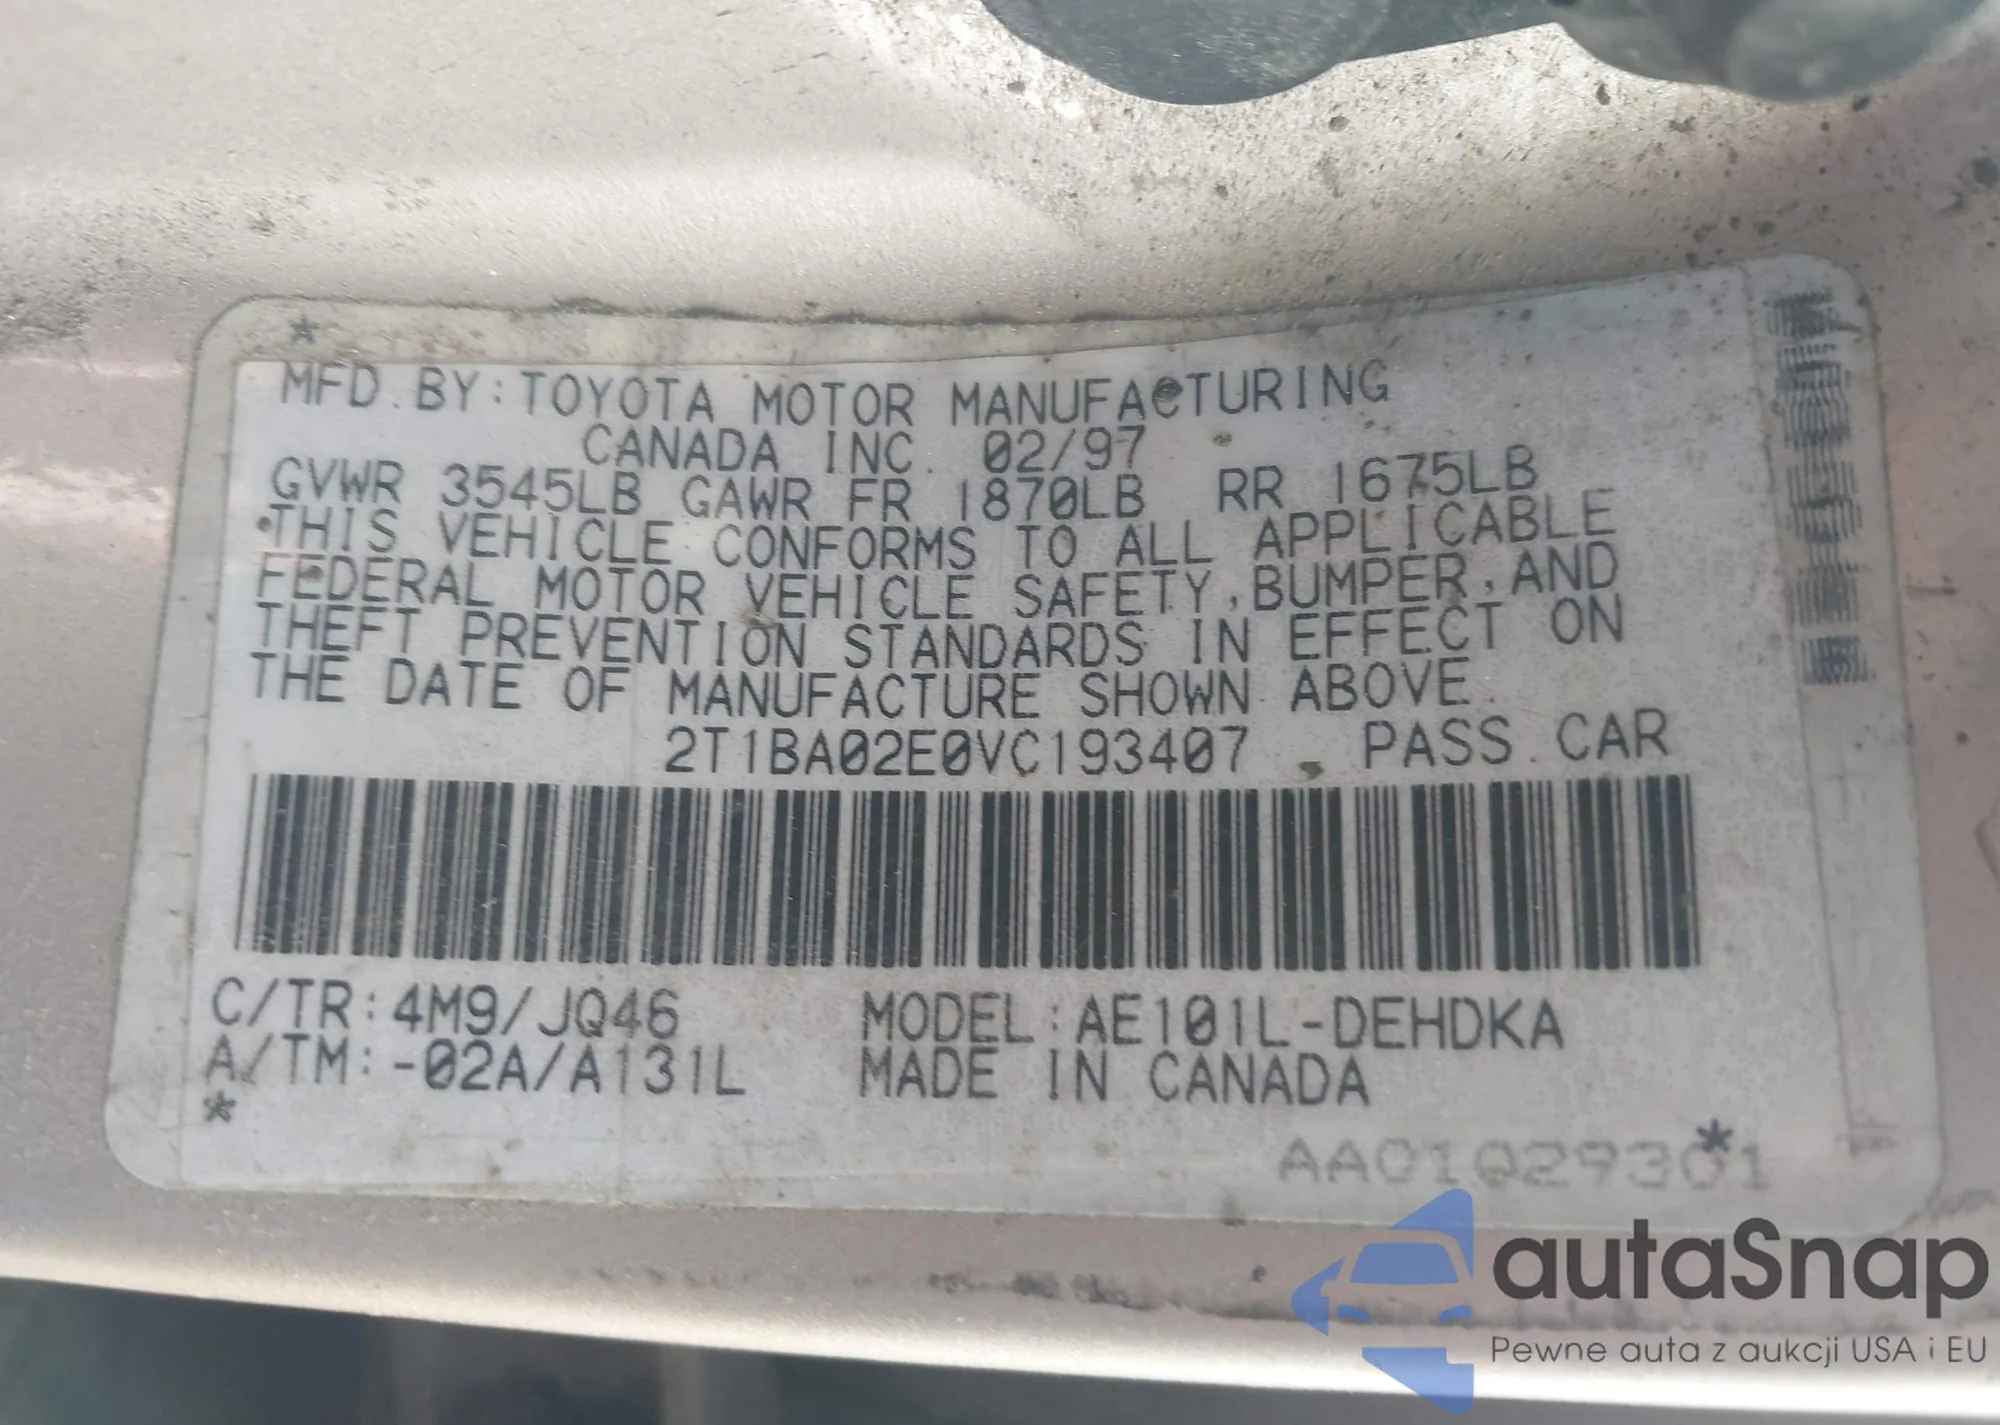 *
MFD. BY: TOYOTA MOTOR MANUFACTURING
CANADA INC. 02/97
GVWR 3545LB GAWR FR 1870LB RR 1675LB
THIS VEHICLE CONFORMS TO ALL APPLICABLE
FEDERAL MOTOR VEHICLE SAFETY, BUMPER, AND
THEFT PREVENTION STANDARDS IN EFFECT ON
THE DATE OF MANUFACTURE SHOWN ABOVE.
2T1BA02E0VC193407 PASS. CAR
C/TR: 4M9/JQ46 MODEL: AE101L-DEHDKA
A/TM: -02A/A131L MADE IN CANADA
* *
AA01Q29301
autaSnap
Pewne auta z aukcji USA i EU